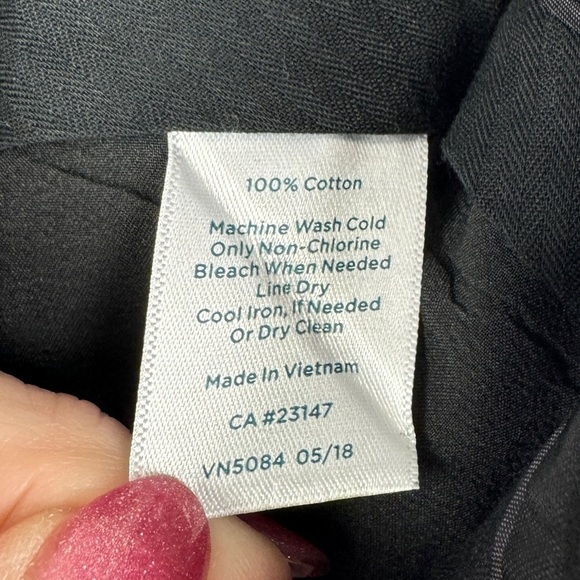 100% Cotton
Machine Wash Cold
Only Non-Chlorine
Bleach When Needed
Line Dry
Cool Iron, If Needed
Or Dry Clean
Made In Vietnam
CA #23147
VN5084 05/18